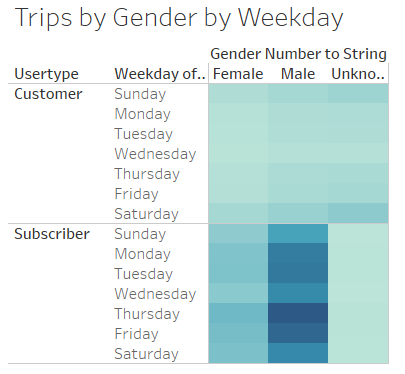 Trips by Gender by Weekday
Gender Number to String
Usertype Weekday of.. Female Male Unkno..
Customer Sunday
Monday
Tuesday
Wednesday
Thursday
Friday
Saturday
Subscriber Sunday
Monday
Tuesday
Wednesday
Thursday
Friday
Saturday